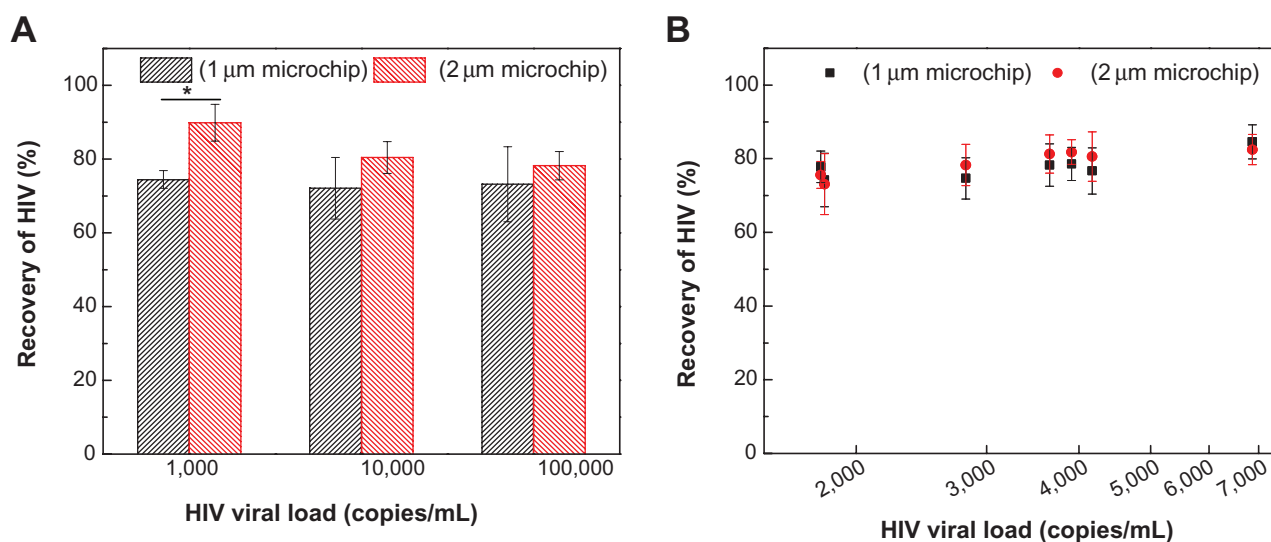 A
(1 µm microchip) (2 µm microchip)
*
Recovery of HIV (%)
100
80
60
40
20
0
1,000 10,000 100,000
HIV viral load (copies/mL)
B
(1 µm microchip) (2 µm microchip)
Recovery of HIV (%)
100
80
60
40
20
0
2,000 3,000 4,000 5,000 6,000 7,000
HIV viral load (copies/mL)